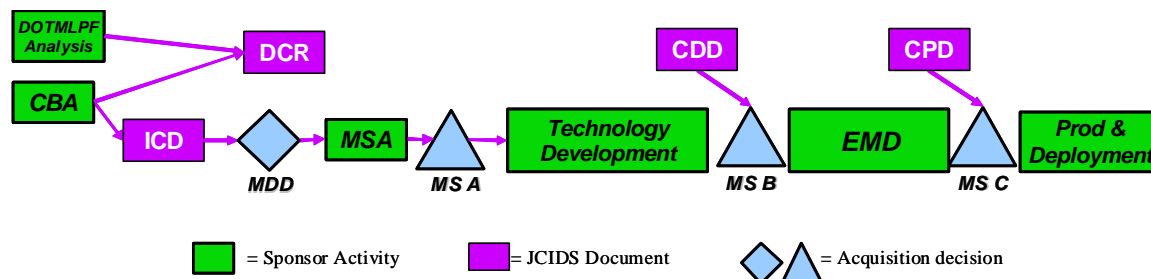 DOTMLPF
Analysis
DCR
CDD
CPD
CBA
ICD
MDD
MSA
MS A
Technology
Development
MS B
EMD
MS C
Prod &
Deployment
= Sponsor Activity
= JCIDS Document
= Acquisition decision